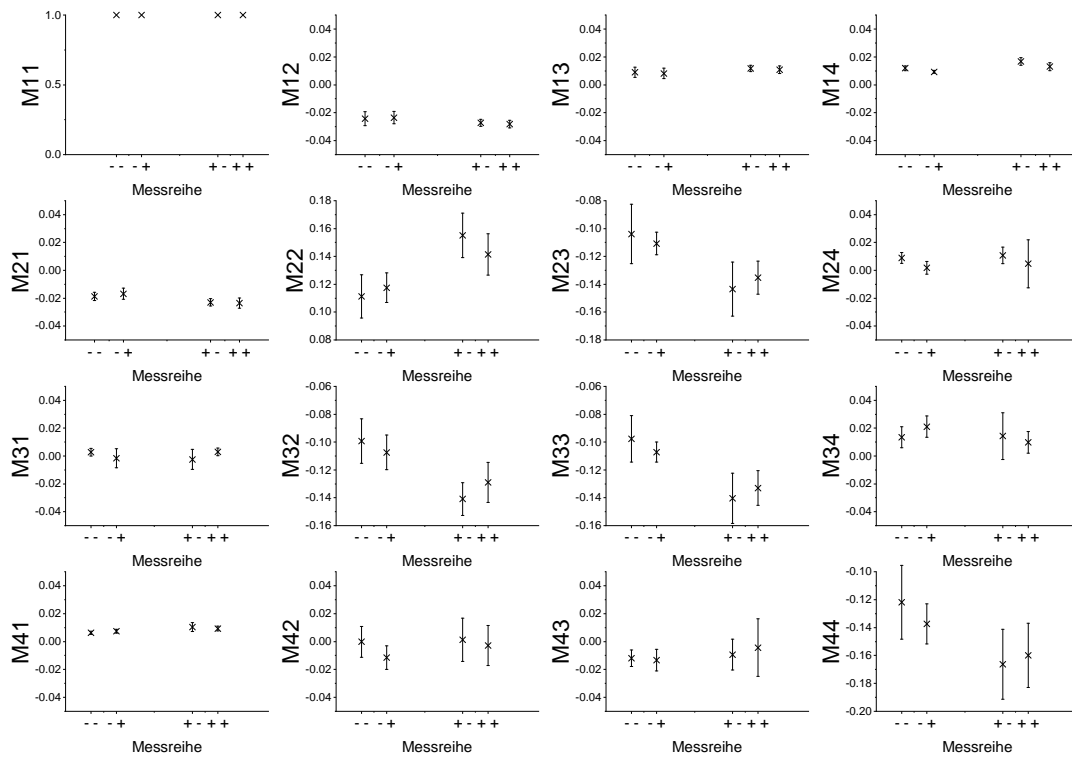 M11
1.0
0.5
0.0
- - - + + - + +
Messreihe
M12
0.04
0.02
0.00
-0.02
-0.04
- - - + + - + +
Messreihe
M13
0.04
0.02
0.00
-0.02
-0.04
- - - + + - + +
Messreihe
M14
0.04
0.02
0.00
-0.02
-0.04
- - - + + - + +
Messreihe
M21
0.04
0.02
0.00
-0.02
-0.04
- - - + + - + +
Messreihe
M22
0.18
0.16
0.14
0.12
0.10
0.08
- - - + + - + +
Messreihe
M23
-0.08
-0.10
-0.12
-0.14
-0.16
-0.18
- - - + + - + +
Messreihe
M24
0.04
0.02
0.00
-0.02
-0.04
- - - + + - + +
Messreihe
M31
0.04
0.02
0.00
-0.02
-0.04
- - - + + - + +
Messreihe
M32
-0.06
-0.08
-0.10
-0.12
-0.14
-0.16
- - - + + - + +
Messreihe
M33
-0.06
-0.08
-0.10
-0.12
-0.14
-0.16
- - - + + - + +
Messreihe
M34
0.04
0.02
0.00
-0.02
-0.04
- - - + + - + +
Messreihe
M41
0.04
0.02
0.00
-0.02
-0.04
- - - + + - + +
Messreihe
M42
0.04
0.02
0.00
-0.02
-0.04
- - - + + - + +
Messreihe
M43
0.04
0.02
0.00
-0.02
-0.04
- - - + + - + +
Messreihe
M44
-0.10
-0.12
-0.14
-0.16
-0.18
-0.20
- - - + + - + +
Messreihe